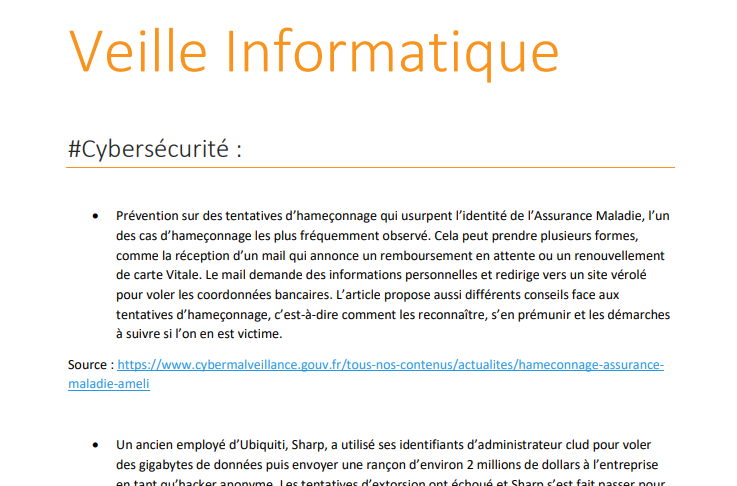 Veille Informatique
#Cybersécurité :
• Prévention sur des tentatives d’hameçonnage qui usurpent l’identité de l’Assurance Maladie, l’un
des cas d’hameçonnage les plus fréquemment observé. Cela peut prendre plusieurs formes,
comme la réception d’un mail qui annonce un remboursement en attente ou un renouvellement
de carte Vitale. Le mail demande des informations personnelles et redirige vers un site vérolé
pour voler les coordonnées bancaires. L’article propose aussi différents conseils face aux
tentatives d’hameçonnage, c’est-à-dire comment les reconnaître, s’en prémunir et les démarches
à suivre si l’on en est victime.
Source : https://www.cybermalveillance.gouv.fr/tous-nos-contenus/actualites/hameconnage-assurance-
maladie-ameli
• Un ancien employé d’Ubiquiti, Sharp, a utilisé ses identifiants d’administrateur clud pour voler
des gigabytes de données puis envoyer une rançon d’environ 2 millions de dollars à l’entreprise
en tant qu’hacker anonyme. Les tentatives d’extorsion ont échoué et Sharp s’est fait passer pour